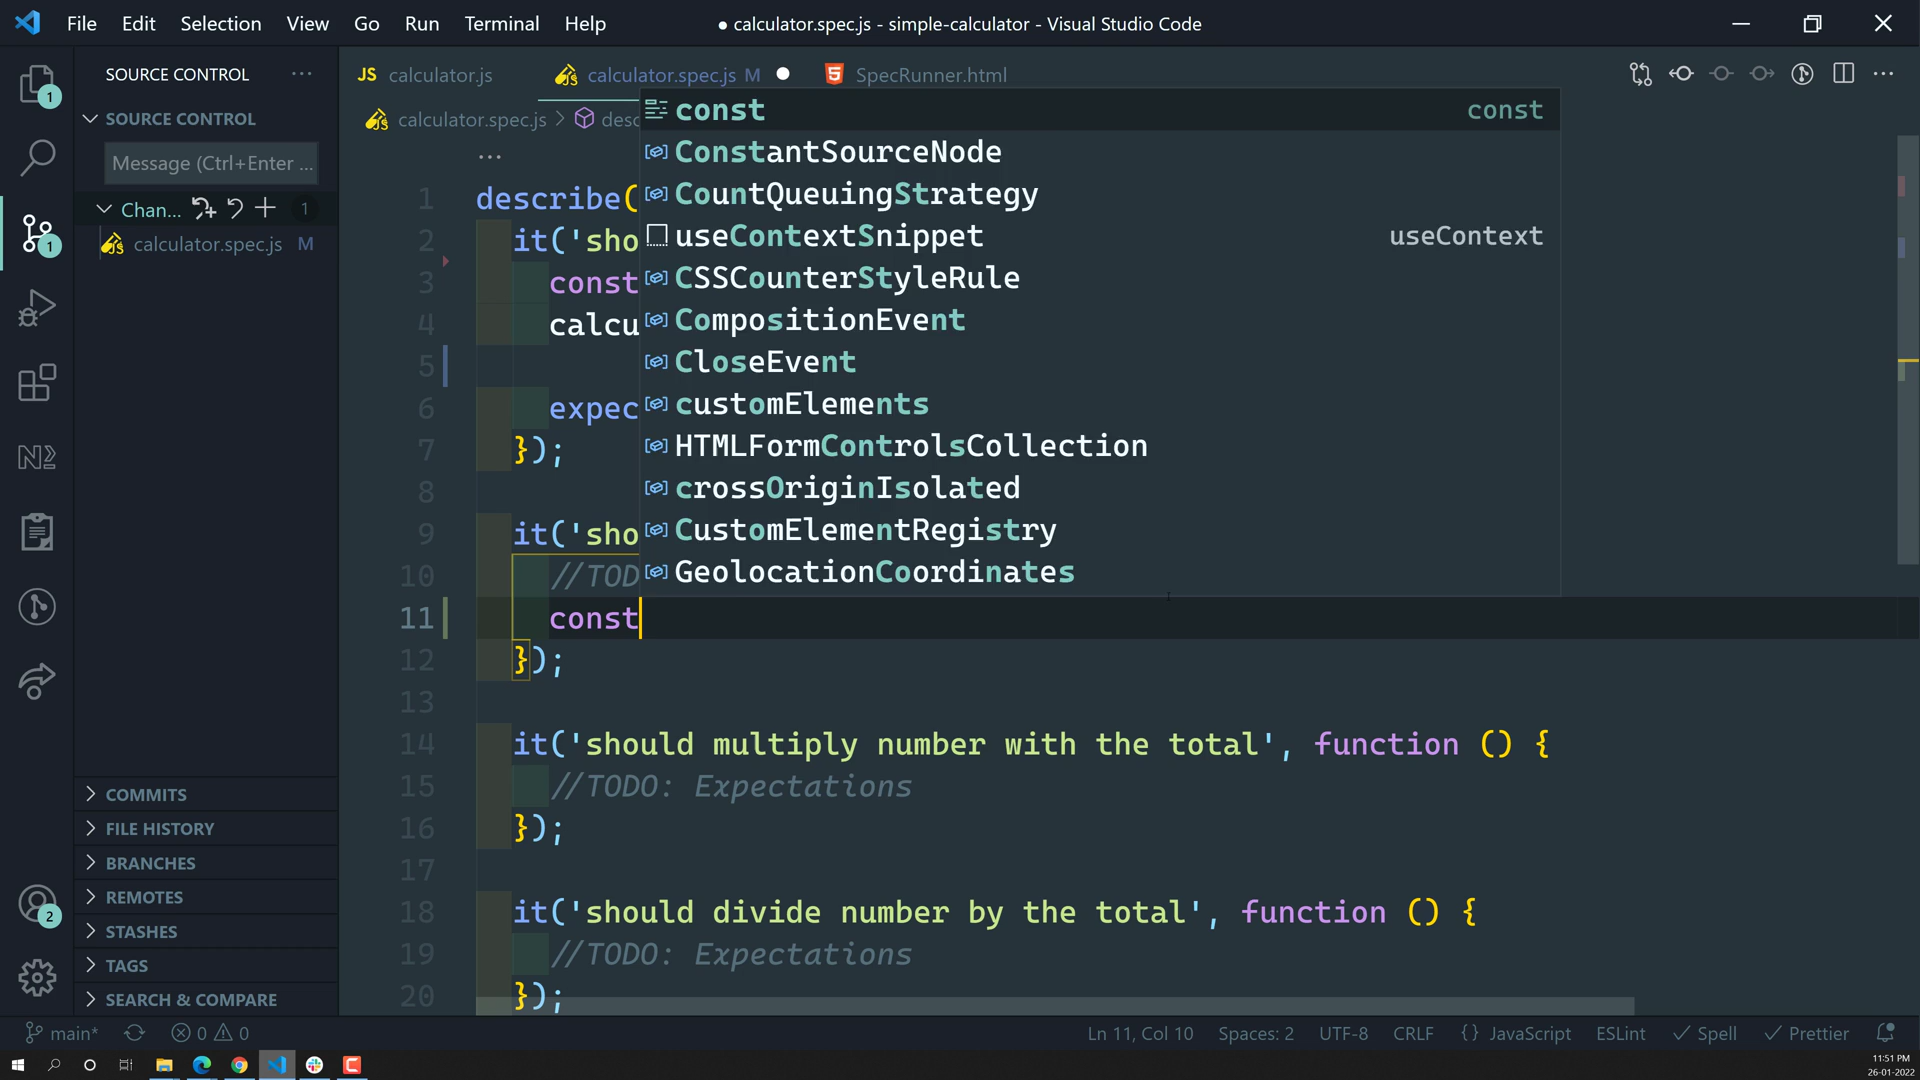 File Edit Selection View Go Run Terminal Help
● calculator.spec.js - simple-calculator - Visual Studio Code
SOURCE CONTROL ...
JS calculator.js
calculator.spec.js M ●
SpecRunner.html
1
SOURCE CONTROL
Message (Ctrl+Enter ...
Chan... 1
calculator.spec.js M
1
calculator.spec.js > desc
...
1 describe(
2 it('sho
3 const
4 calcu
5
6 expec
7 });
8
9 it('sho
10 //TOD
11 const
12 });
13
14 it('should multiply number with the total', function () {
15 //TODO: Expectations
16 });
17
18 it('should divide number by the total', function () {
19 //TODO: Expectations
20 });
const const
ConstantSourceNode
CountQueuingStrategy
useContextSnippet useContext
CSSCounterStyleRule
CompositionEvent
CloseEvent
customElements
HTMLFormControlsCollection
crossOriginIsolated
CustomElementRegistry
GeolocationCoordinates
COMMITS
FILE HISTORY
BRANCHES
REMOTES
STASHES
TAGS
SEARCH & COMPARE
2
main* 0 0
Ln 11, Col 10 Spaces: 2 UTF-8 CRLF {} JavaScript ESLint ✓ Spell ✓ Prettier
11:51 PM
26-01-2022